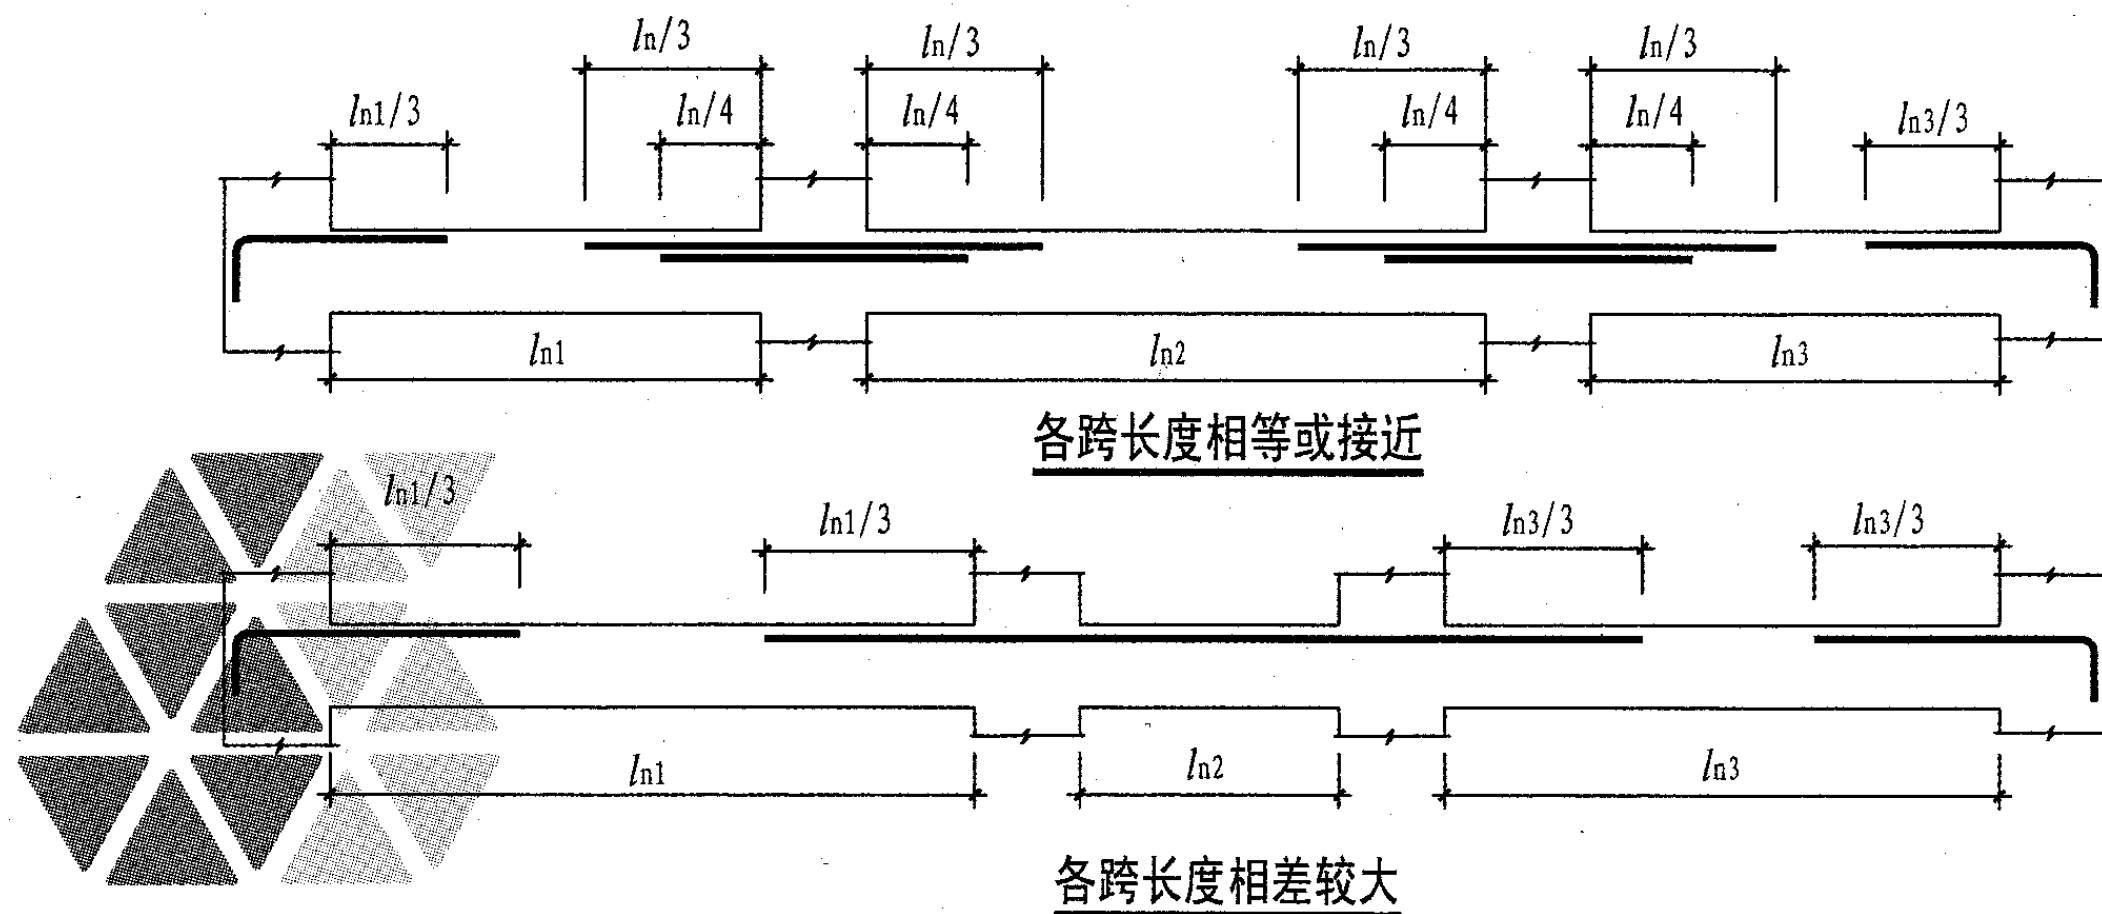 ln/3 ln/3 ln/3 ln/3
ln1/3 ln/4 ln/4 ln/4 ln/4 ln3/3
ln1 ln2 ln3
各跨长度相等或接近
ln1/3 ln1/3 ln3/3 ln3/3
ln1 ln2 ln3
各跨长度相差较大